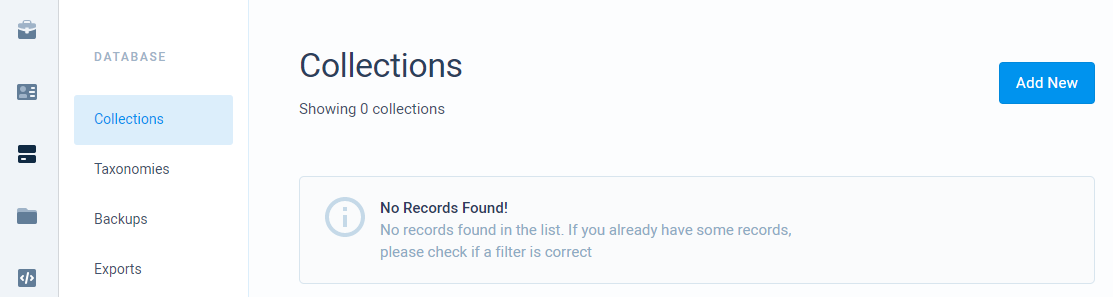 DATABASE
Collections
Taxonomies
Backups
Exports
Collections
Showing 0 collections
Add New
No Records Found!
No records found in the list. If you already have some records,
please check if a filter is correct